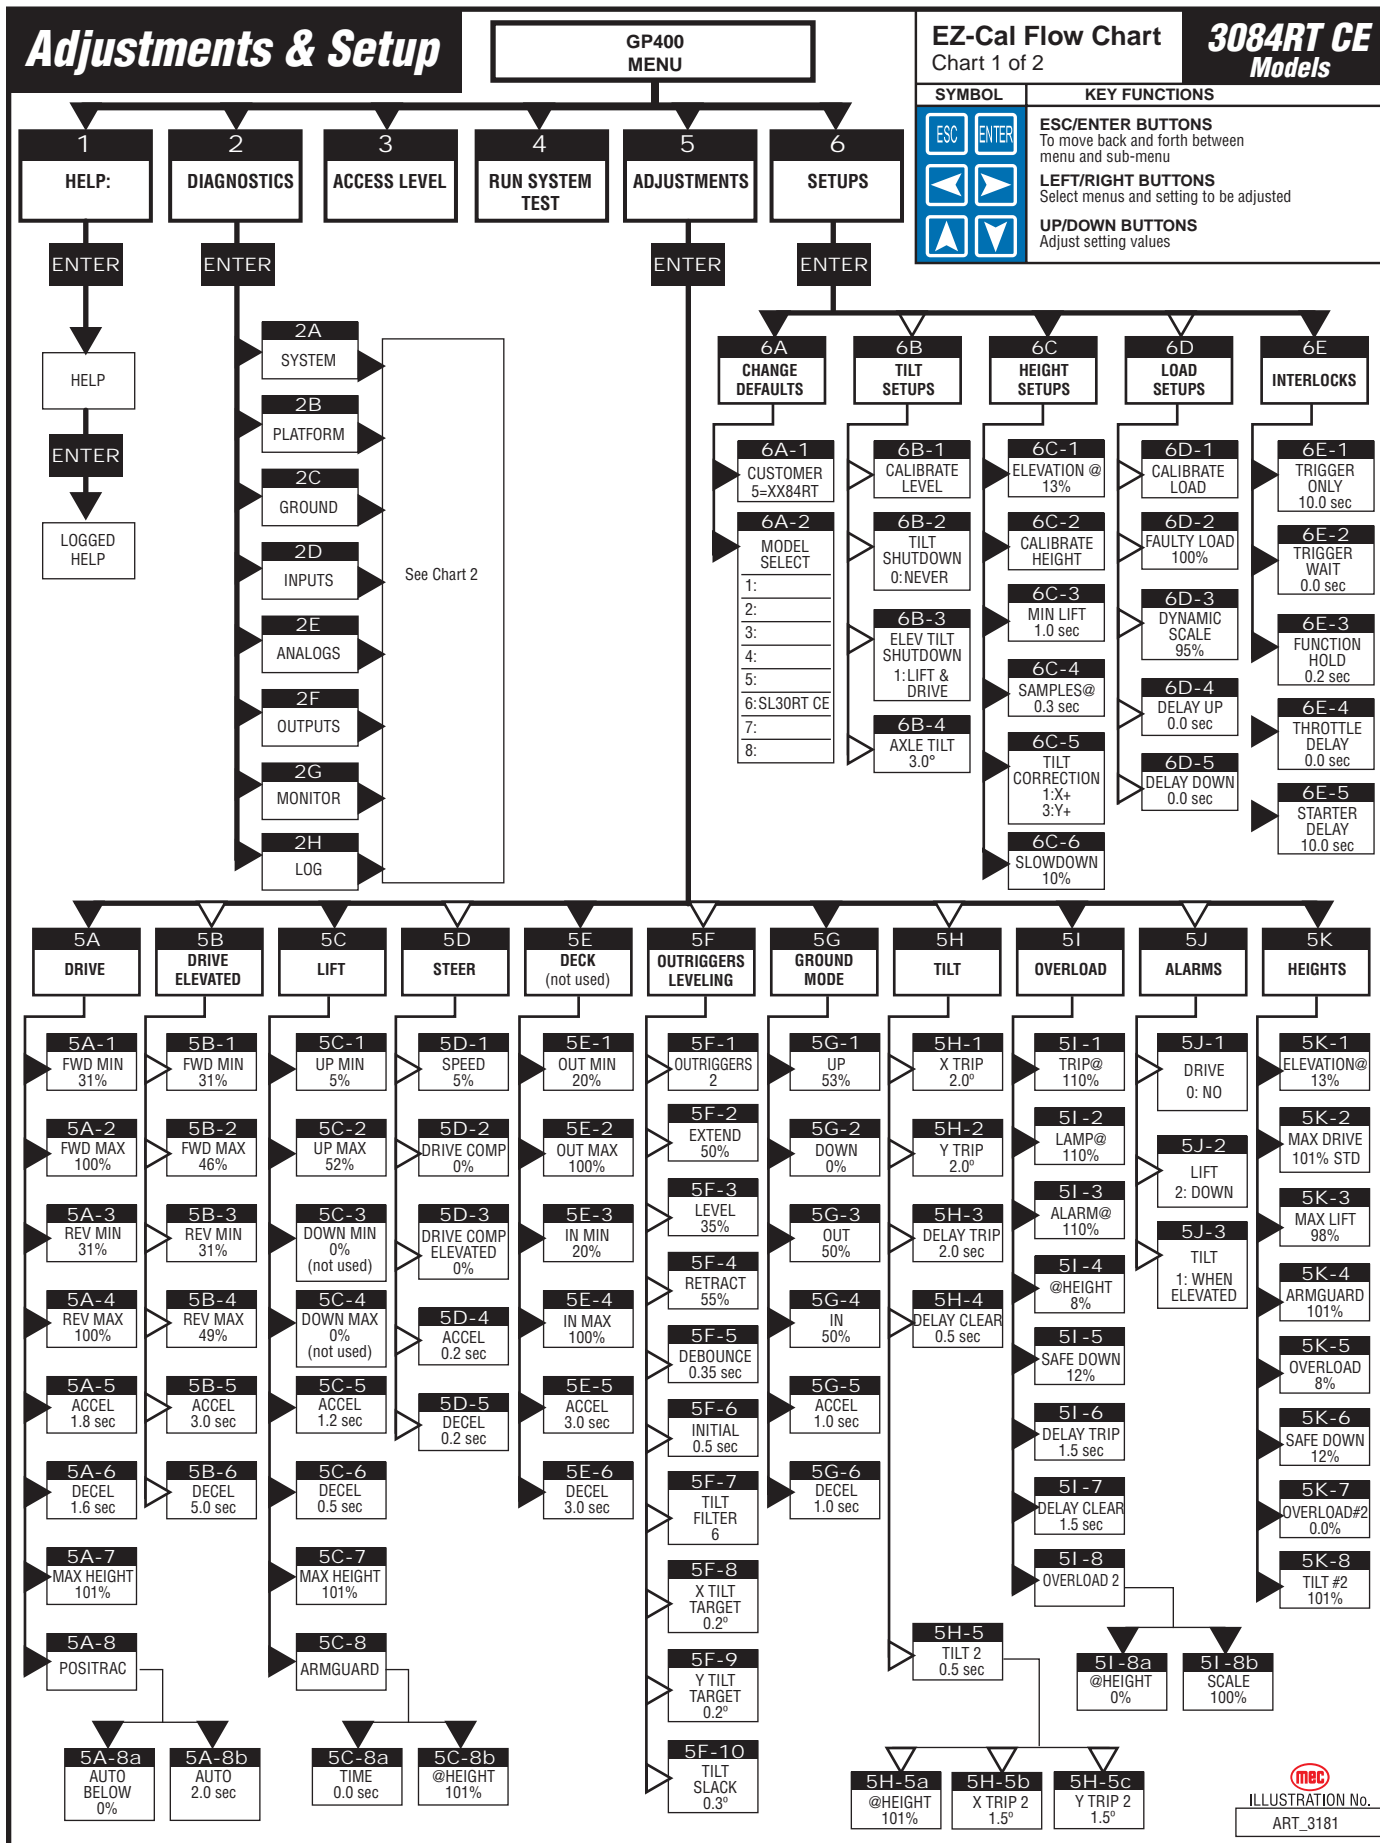 Adjustments & Setup
GP400
MENU
EZ-Cal Flow Chart
Chart 1 of 2
3084RT CE
Models
SYMBOL
KEY FUNCTIONS
ESC
ENTER
ESC/ENTER BUTTONS
To move back and forth between
menu and sub-menu
LEFT/RIGHT BUTTONS
Select menus and setting to be adjusted
UP/DOWN BUTTONS
Adjust setting values
1
HELP:
2
DIAGNOSTICS
3
ACCESS LEVEL
4
RUN SYSTEM
TEST
5
ADJUSTMENTS
6
SETUPS
ENTER
ENTER
ENTER
ENTER
HELP
ENTER
LOGGED
HELP
2A
SYSTEM
2B
PLATFORM
2C
GROUND
2D
INPUTS
2E
ANALOGS
2F
OUTPUTS
2G
MONITOR
2H
LOG
See Chart 2
6A
CHANGE
DEFAULTS
6A-1
CUSTOMER
5=XX84RT
6A-2
MODEL
SELECT
1:
2:
3:
4:
5:
6:SL30RT CE
7:
8:
6B
TILT
SETUPS
6B-1
CALIBRATE
LEVEL
6B-2
TILT
SHUTDOWN
0:NEVER
6B-3
ELEV TILT
SHUTDOWN
1:LIFT &
DRIVE
6B-4
AXLE TILT
3.0°
6C
HEIGHT
SETUPS
6C-1
ELEVATION @
13%
6C-2
CALIBRATE
HEIGHT
6C-3
MIN LIFT
1.0 sec
6C-4
SAMPLES@
0.3 sec
6C-5
TILT
CORRECTION
1:X+
3:Y+
6C-6
SLOWDOWN
10%
6D
LOAD
SETUPS
6D-1
CALIBRATE
LOAD
6D-2
FAULTY LOAD
100%
6D-3
DYNAMIC
SCALE
95%
6D-4
DELAY UP
0.0 sec
6D-5
DELAY DOWN
0.0 sec
6E
INTERLOCKS
6E-1
TRIGGER
ONLY
10.0 sec
6E-2
TRIGGER
WAIT
0.0 sec
6E-3
FUNCTION
HOLD
0.2 sec
6E-4
THROTTLE
DELAY
0.0 sec
6E-5
STARTER
DELAY
10.0 sec
5A
DRIVE
5A-1
FWD MIN
31%
5A-2
FWD MAX
100%
5A-3
REV MIN
31%
5A-4
REV MAX
100%
5A-5
ACCEL
1.8 sec
5A-6
DECEL
1.6 sec
5A-7
MAX HEIGHT
101%
5A-8
POSITRAC
5A-8a
AUTO
BELOW
0%
5A-8b
AUTO
2.0 sec
5B
DRIVE
ELEVATED
5B-1
FWD MIN
31%
5B-2
FWD MAX
46%
5B-3
REV MIN
31%
5B-4
REV MAX
49%
5B-5
ACCEL
3.0 sec
5B-6
DECEL
5.0 sec
5C
LIFT
5C-1
UP MIN
5%
5C-2
UP MAX
52%
5C-3
DOWN MIN
0%
(not used)
5C-4
DOWN MAX
0%
(not used)
5C-5
ACCEL
1.2 sec
5C-6
DECEL
0.5 sec
5C-7
MAX HEIGHT
101%
5C-8
ARMGUARD
5C-8a
TIME
0.0 sec
5C-8b
@HEIGHT
101%
5D
STEER
5D-1
SPEED
5%
5D-2
DRIVE COMP
0%
5D-3
DRIVE COMP
ELEVATED
0%
5D-4
ACCEL
0.2 sec
5D-5
DECEL
0.2 sec
5E
DECK
(not used)
5E-1
OUT MIN
20%
5E-2
OUT MAX
100%
5E-3
IN MIN
20%
5E-4
IN MAX
100%
5E-5
ACCEL
3.0 sec
5E-6
DECEL
3.0 sec
5F
OUTRIGGERS
LEVELING
5F-1
OUTRIGGERS
2
5F-2
EXTEND
50%
5F-3
LEVEL
35%
5F-4
RETRACT
55%
5F-5
DEBOUNCE
0.35 sec
5F-6
INITIAL
0.5 sec
5F-7
TILT
FILTER
6
5F-8
X TILT
TARGET
0.2°
5F-9
Y TILT
TARGET
0.2°
5F-10
TILT
SLACK
0.3°
5G
GROUND
MODE
5G-1
UP
53%
5G-2
DOWN
0%
5G-3
OUT
50%
5G-4
IN
50%
5G-5
ACCEL
1.0 sec
5G-6
DECEL
1.0 sec
5H
TILT
5H-1
X TRIP
2.0°
5H-2
Y TRIP
2.0°
5H-3
DELAY TRIP
2.0 sec
5H-4
DELAY CLEAR
0.5 sec
5H-5
TILT 2
0.5 sec
5H-5a
@HEIGHT
101%
5H-5b
X TRIP 2
1.5°
5H-5c
Y TRIP 2
1.5°
5I
OVERLOAD
5I-1
TRIP@
110%
5I-2
LAMP@
110%
5I-3
ALARM@
110%
5I-4
@HEIGHT
8%
5I-5
SAFE DOWN
12%
5I-6
DELAY TRIP
1.5 sec
5I-7
DELAY CLEAR
1.5 sec
5I-8
OVERLOAD 2
5I-8a
@HEIGHT
0%
5I-8b
SCALE
100%
5J
ALARMS
5J-1
DRIVE
0: NO
5J-2
LIFT
2: DOWN
5J-3
TILT
1: WHEN
ELEVATED
5K
HEIGHTS
5K-1
ELEVATION@
13%
5K-2
MAX DRIVE
101% STD
5K-3
MAX LIFT
98%
5K-4
ARMGUARD
101%
5K-5
OVERLOAD
8%
5K-6
SAFE DOWN
12%
5K-7
OVERLOAD#2
0.0%
5K-8
TILT #2
101%
mec
ILLUSTRATION No.
ART_3181